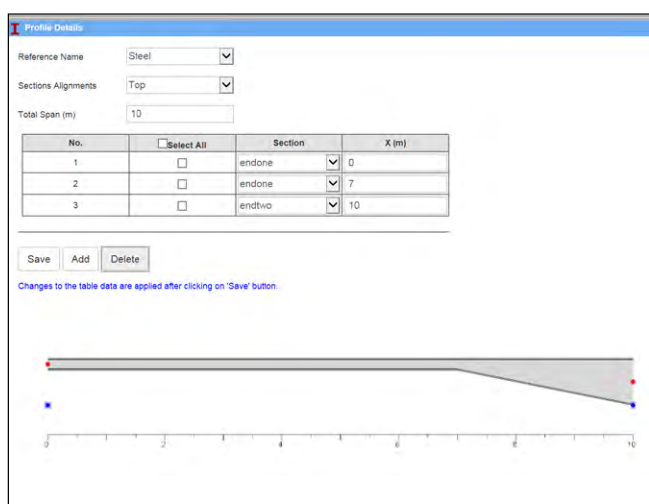 Profile Details
Reference Name Steel
Sections Alignments Top
Total Span (m) 10
No. Select All Section X (m)
1 endone 0
2 endone 7
3 endtwo 10
Save Add Delete
Changes to the table data are applied after clicking on 'Save' button.
0 2 4 6 8 10